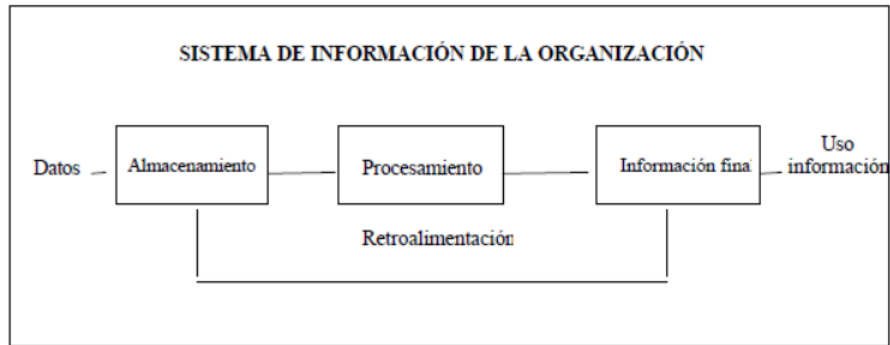 SISTEMA DE INFORMACIÓN DE LA ORGANIZACIÓN
Datos
Almacenamiento
Procesamiento
Información fina
Uso
información
Retroalimentación